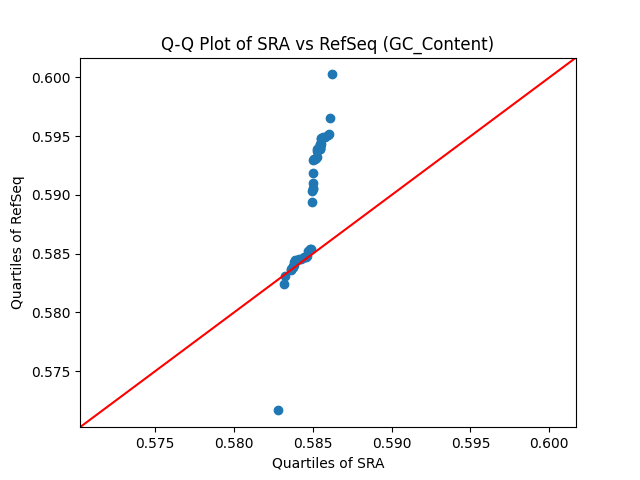 Q-Q Plot of SRA vs RefSeq (GC_Content)
Quartiles of RefSeq
0.600
0.595
0.590
0.585
0.580
0.575
0.575 0.580 0.585 0.590 0.595 0.600
Quartiles of SRA